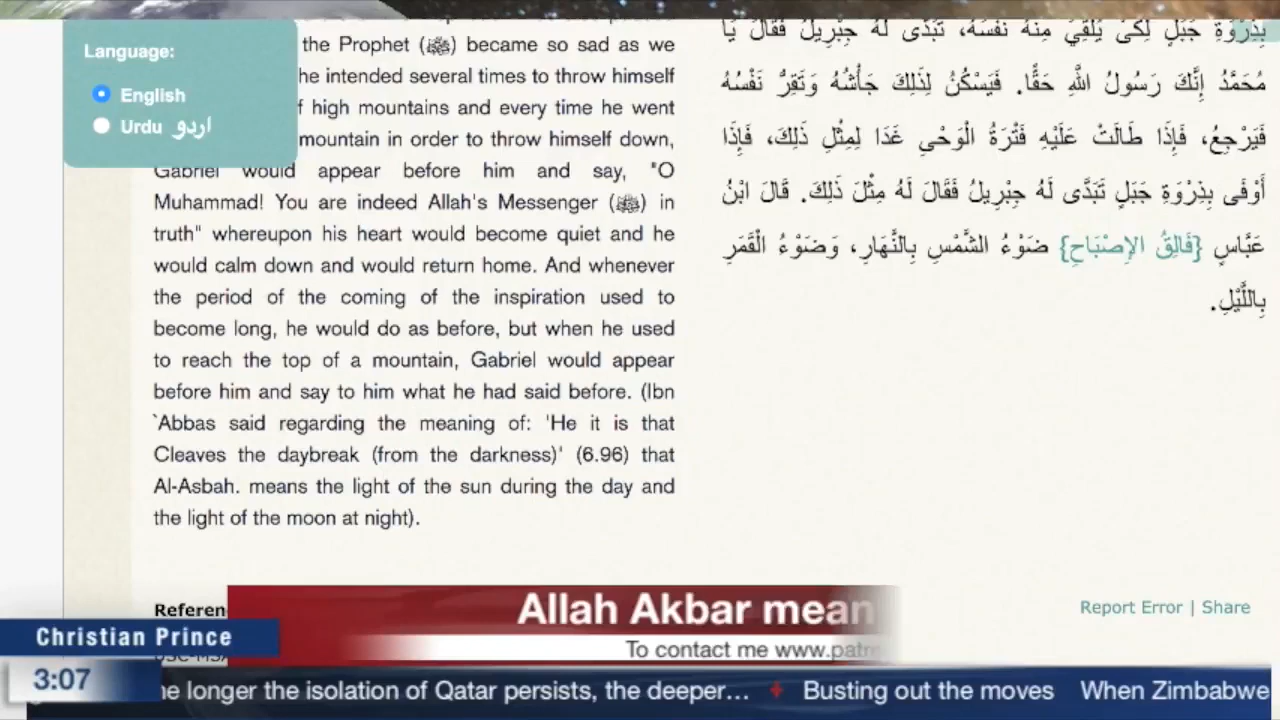 Language:
English
Urdu اردو
the Prophet (ﷺ) became so sad as we
he intended several times to throw himself
f high mountains and every time he went
mountain in order to throw himself down,
Gabriel would appear before him and say, "O
Muhammad! You are indeed Allah's Messenger (ﷺ) in
truth" whereupon his heart would become quiet and he
would calm down and would return home. And whenever
the period of the coming of the inspiration used to
become long, he would do as before, but when he used
to reach the top of a mountain, Gabriel would appear
before him and say to him what he had said before. (Ibn
`Abbas said regarding the meaning of: 'He it is that
Cleaves the daybreak (from the darkness)' (6.96) that
Al-Asbah. means the light of the sun during the day and
the light of the moon at night).
بِذِرْوَةِ جَبَلٍ لِكَىْ يُلْقِيَ مِنْهُ نَفْسَهُ، تَبَدَّى لَهُ جِبْرِيلُ فَقَالَ يَا
مُحَمَّدُ إِنَّكَ رَسُولُ اللَّهِ حَقًّا. فَيَسْكُنُ لِذَلِكَ جَأْشُهُ وَتَقِرُّ نَفْسُهُ
فَيَرْجِعُ، فَإِذَا طَالَتْ عَلَيْهِ فَتْرَةُ الْوَحْىِ غَدَا لِمِثْلِ ذَلِكَ، فَإِذَا
أَوْفَى بِذِرْوَةِ جَبَلٍ تَبَدَّى لَهُ جِبْرِيلُ فَقَالَ لَهُ مِثْلَ ذَلِكَ. قَالَ ابْنُ
عَبَّاسٍ {فَالِقُ الإِصْبَاحِ} ضَوْءُ الشَّمْسِ بِالنَّهَارِ، وَضَوْءُ الْقَمَرِ
بِاللَّيْلِ.
Referen
Report Error | Share
Allah Akbar mean
To contact me www.patr
Christian Prince
3:07
he longer the isolation of Qatar persists, the deeper... + Busting out the moves When Zimbabwe